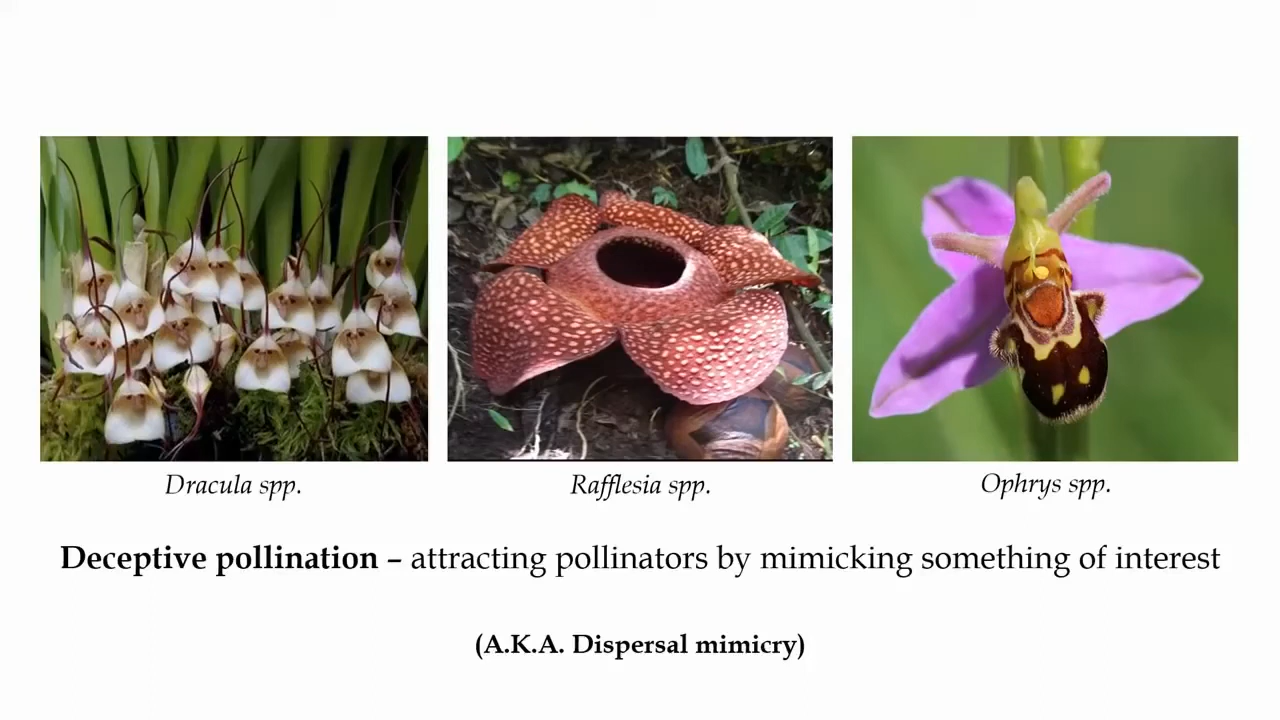 Dracula spp.
Rafflesia spp.
Ophrys spp.
Deceptive pollination – attracting pollinators by mimicking something of interest
(A.K.A. Dispersal mimicry)